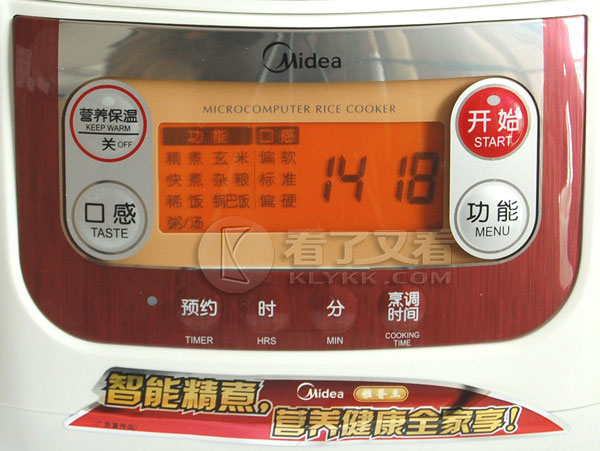 Midea
MICROCOMPUTER RICE COOKER
营养保温
KEEP WARM
关 OFF
口感
TASTE
功能 口感
精煮 玄米 偏软
快煮 杂粮 标准
稀饭 锅巴饭 偏硬
粥/汤
1418
开始
START
功能
MENU
看了又看
KLYKK.COM
预约 时 分 烹调时间
TIMER HRS MIN COOKING TIME
智能精煮,
Midea
营养健康全家享!